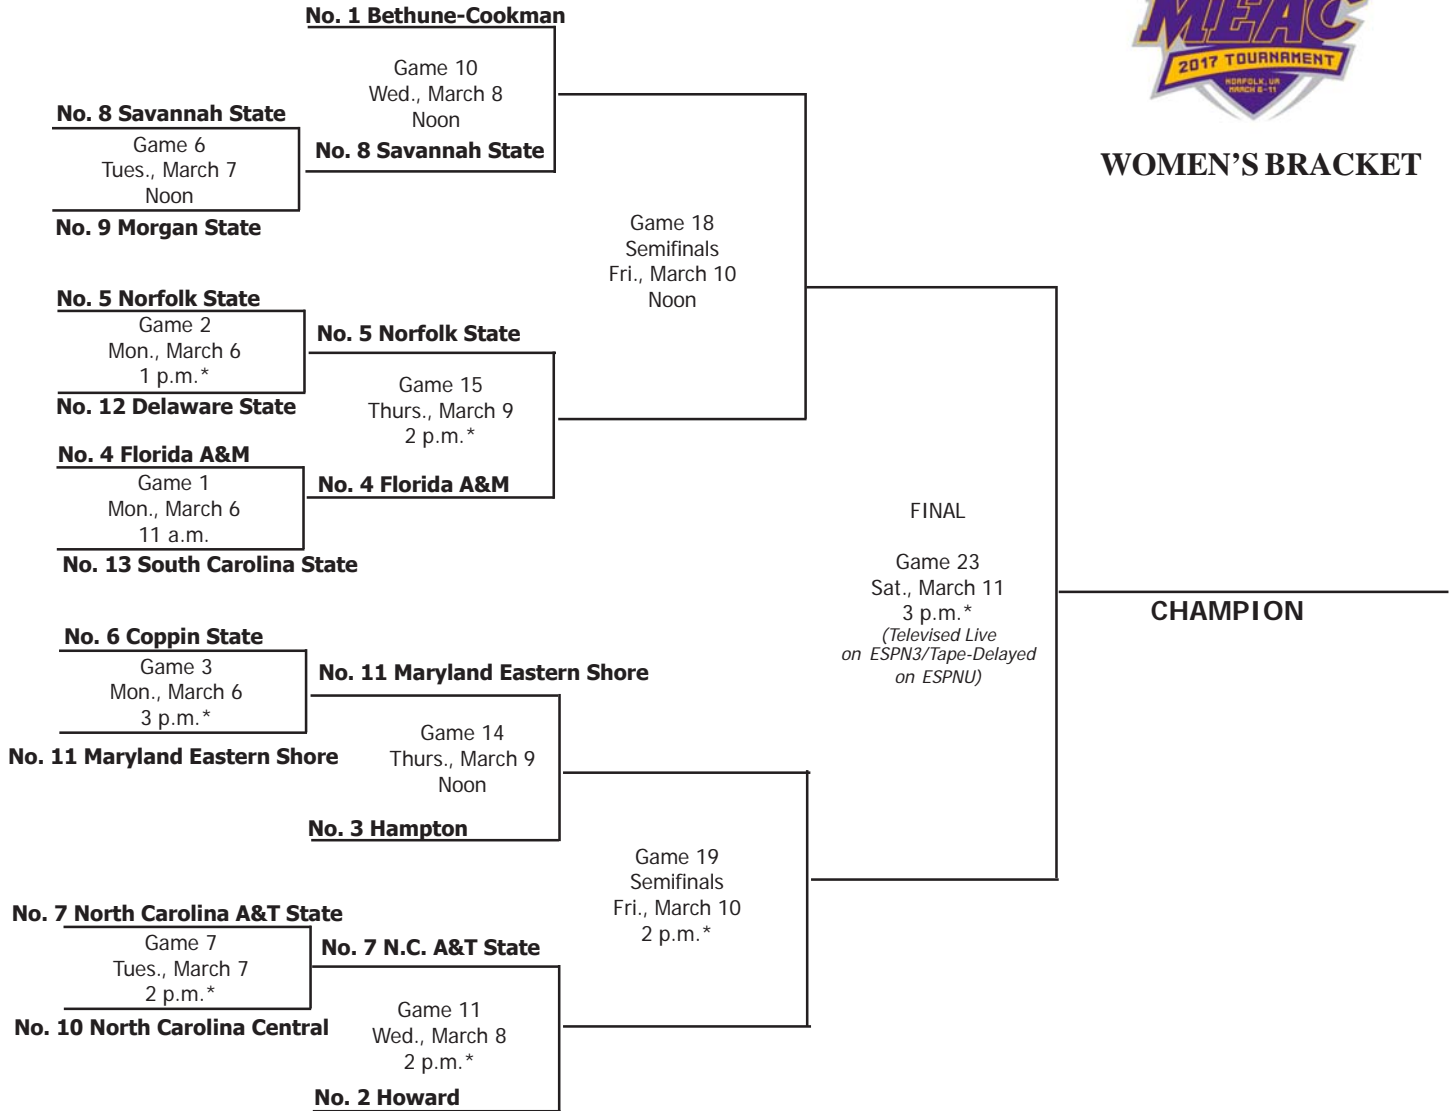 No. 1 Bethune-Cookman
Game 10
Wed., March 8
Noon
No. 8 Savannah State
Game 6
Tues., March 7
Noon
No. 8 Savannah State
No. 9 Morgan State
MEAC
2017 TOURNAMENT
NORFOLK, VA
MARCH 6-11
WOMEN'S BRACKET
Game 18
Semifinals
Fri., March 10
Noon
No. 5 Norfolk State
Game 2
Mon., March 6
1 p.m.*
No. 5 Norfolk State
No. 12 Delaware State
Game 15
Thurs., March 9
2 p.m.*
No. 4 Florida A&M
Game 1
Mon., March 6
11 a.m.
No. 4 Florida A&M
No. 13 South Carolina State
FINAL
Game 23
Sat., March 11
3 p.m.*
(Televised Live
on ESPN3/Tape-Delayed
on ESPNU)
CHAMPION
No. 6 Coppin State
Game 3
Mon., March 6
3 p.m.*
No. 11 Maryland Eastern Shore
No. 11 Maryland Eastern Shore
Game 14
Thurs., March 9
Noon
No. 3 Hampton
Game 19
Semifinals
Fri., March 10
2 p.m.*
No. 7 North Carolina A&T State
Game 7
Tues., March 7
2 p.m.*
No. 7 N.C. A&T State
No. 10 North Carolina Central
Game 11
Wed., March 8
2 p.m.*
No. 2 Howard